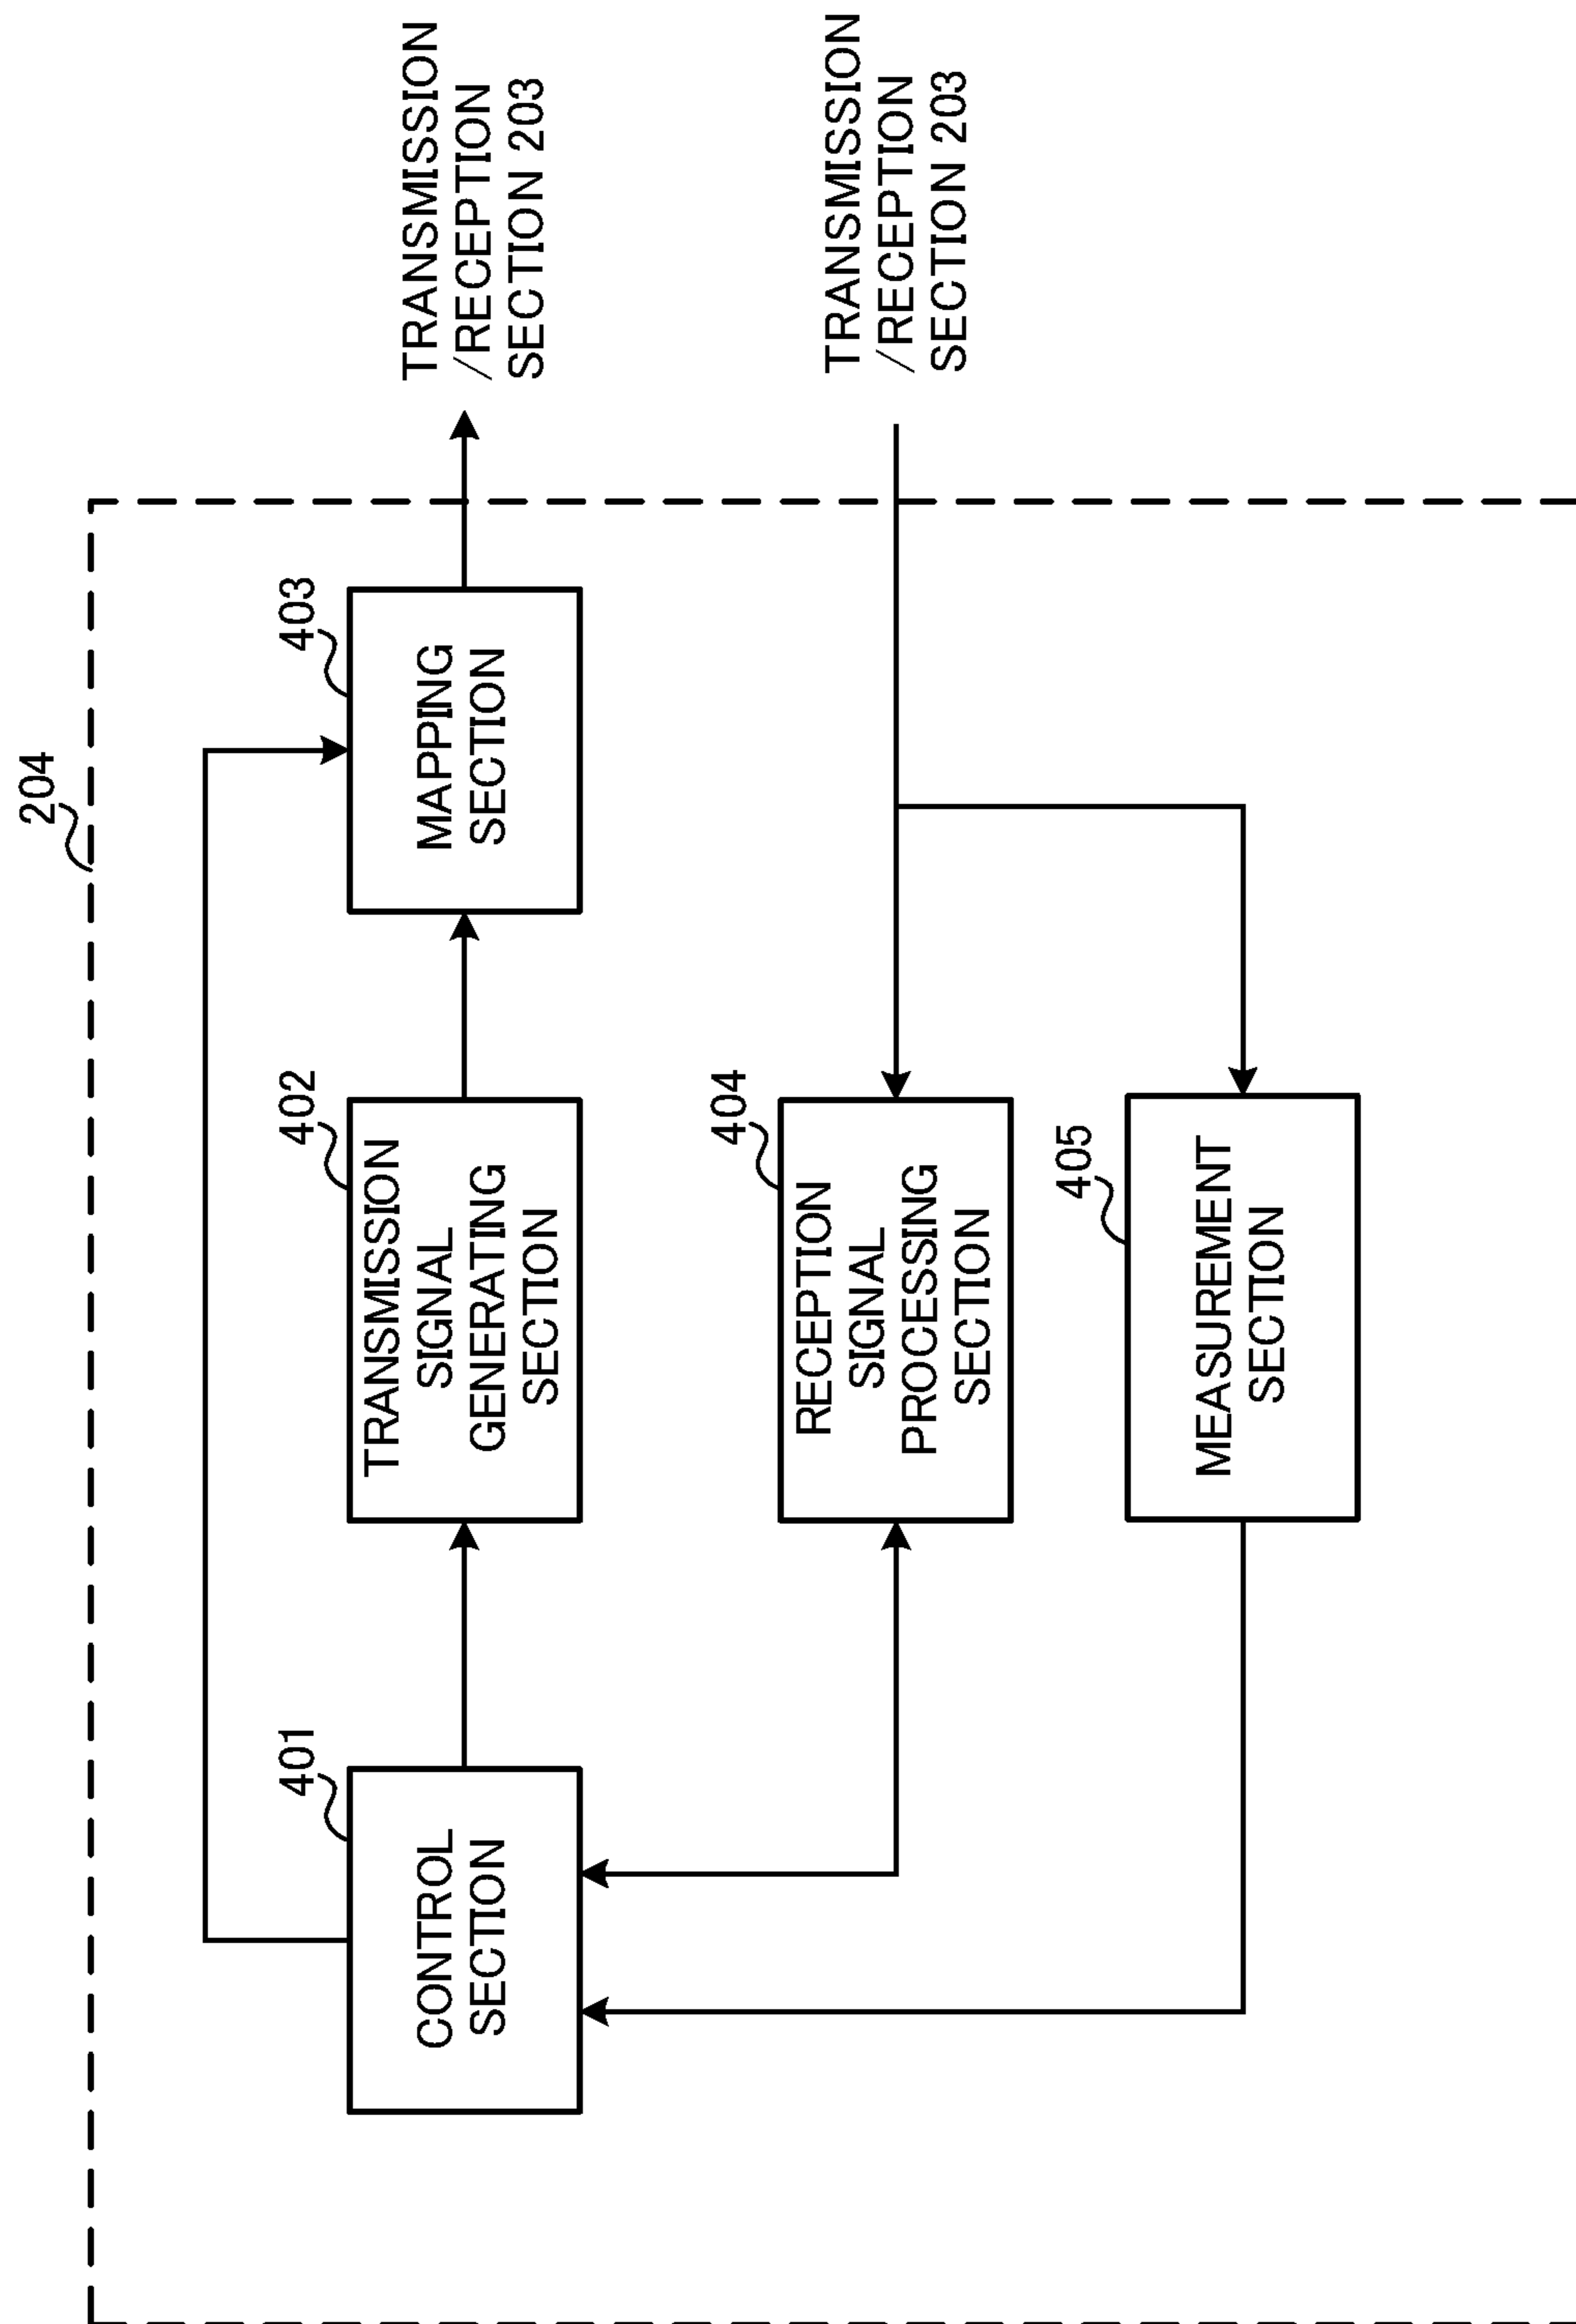 204
401
CONTROL
SECTION
402
TRANSMISSION
SIGNAL
GENERATING
SECTION
403
MAPPING
SECTION
TRANSMISSION
/RECEPTION
SECTION 203
404
RECEPTION
SIGNAL
PROCESSING
SECTION
TRANSMISSION
/RECEPTION
SECTION 203
405
MEASUREMENT
SECTION